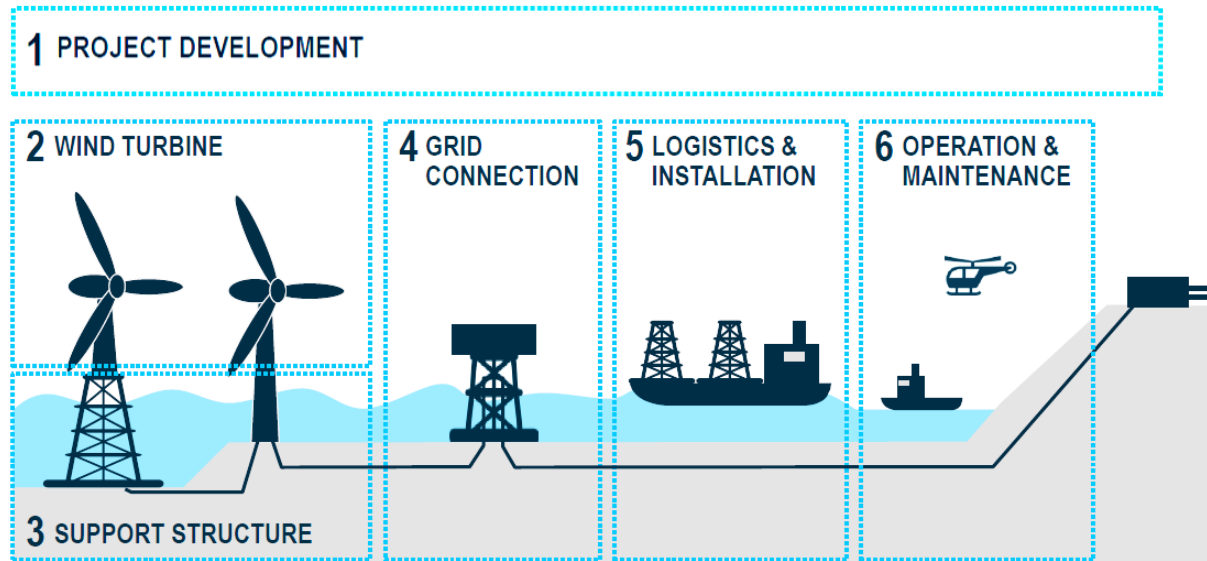 1 PROJECT DEVELOPMENT
2 WIND TURBINE
4 GRID
CONNECTION
5 LOGISTICS &
INSTALLATION
6 OPERATION &
MAINTENANCE
3 SUPPORT STRUCTURE